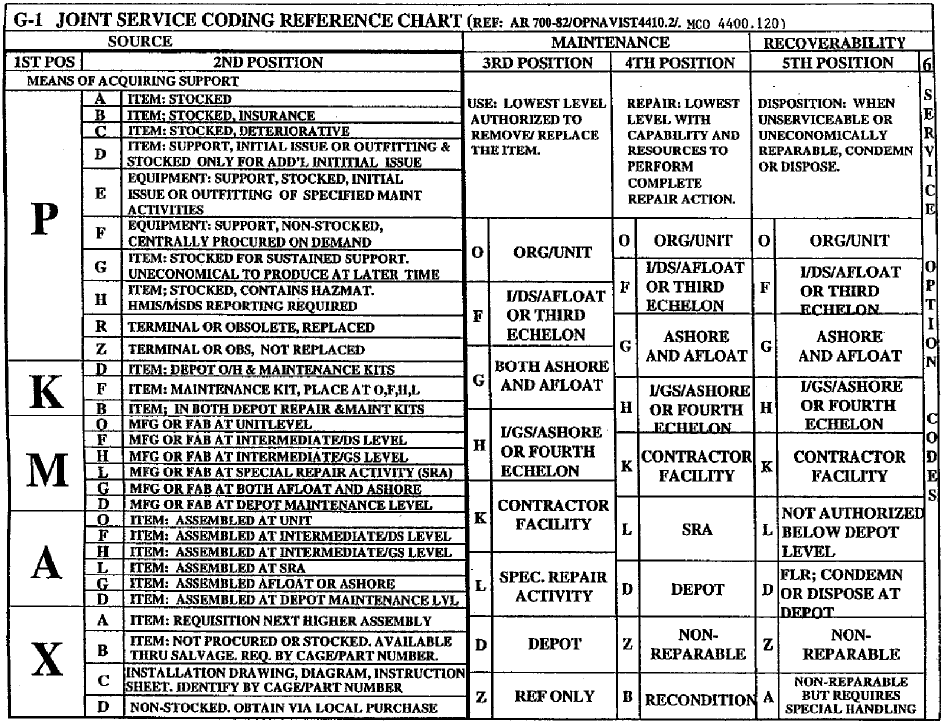 G-1 JOINT SERVICE CODING REFERENCE CHART (REF: AR 700-82/OPNAVIST4410.2/. MCO 4400.120)
SOURCE
MAINTENANCE
RECOVERABILITY
1ST POS
2ND POSITION
3RD POSITION
4TH POSITION
5TH POSITION
6
MEANS OF ACQUIRING SUPPORT
P
A ITEM: STOCKED
B ITEM; STOCKED, INSURANCE
C ITEM: STOCKED, DETERIORATIVE
D ITEM: SUPPORT, INITIAL ISSUE OR OUTFITTING &
STOCKED ONLY FOR ADD'L INITITIAL ISSUE
E EQUIPMENT: SUPPORT, STOCKED, INITIAL
ISSUE OR OUTFITTING OF SPECIFIED MAINT
ACTIVITIES
F EQUIPMENT: SUPPORT, NON-STOCKED,
CENTRALLY PROCURED ON DEMAND
G ITEM: STOCKED FOR SUSTAINED SUPPORT.
UNECONOMICAL TO PRODUCE AT LATER TIME
H ITEM; STOCKED, CONTAINS HAZMAT.
HMIS/MSDS REPORTING REQUIRED
R TERMINAL OR OBSOLETE, REPLACED
Z TERMINAL OR OBS, NOT REPLACED
K
D ITEM: DEPOT O/H & MAINTENANCE KITS
F ITEM: MAINTENANCE KIT, PLACE AT O,F,H,L
B ITEM; IN BOTH DEPOT REPAIR &MAINT KITS
M
O MFG OR FAB AT UNITLEVEL
F MFG OR FAB AT INTERMEDIATE/DS LEVEL
H MFG OR FAB AT INTERMEDIATE/GS LEVEL
L MFG OR FAB AT SPECIAL REPAIR ACTIVITY (SRA)
G MFG OR FAB AT BOTH AFLOAT AND ASHORE
D MFG OR FAB AT DEPOT MAINTENANCE LEVEL
A
O ITEM: ASSEMBLED AT UNIT
F ITEM: ASSEMBLED AT INTERMEDIATE/DS LEVEL
H ITEM: ASSEMBLED AT INTERMEDIATE/GS LEVEL
L ITEM: ASSEMBLED AT SRA
G ITEM: ASSEMBLED AFLOAT OR ASHORE
D ITEM: ASSEMBLED AT DEPOT MAINTENANCE LVL
X
A ITEM: REQUISITION NEXT HIGHER ASSEMBLY
B ITEM: NOT PROCURED OR STOCKED. AVAILABLE
THRU SALVAGE. REQ. BY CAGE/PART NUMBER.
C INSTALLATION DRAWING, DIAGRAM, INSTRUCTION
SHEET. IDENTIFY BY CAGE/PART NUMBER
D NON-STOCKED. OBTAIN VIA LOCAL PURCHASE
USE: LOWEST LEVEL
AUTHORIZED TO
REMOVE/ REPLACE
THE ITEM.
O ORG/UNIT
F I/DS/AFLOAT
OR THIRD
ECHELON
G BOTH ASHORE
AND AFLOAT
H I/GS/ASHORE
OR FOURTH
ECHELON
K CONTRACTOR
FACILITY
L SPEC. REPAIR
ACTIVITY
D DEPOT
Z REF ONLY
REPAIR: LOWEST
LEVEL WITH
CAPABILITY AND
RESOURCES TO
PERFORM
COMPLETE
REPAIR ACTION.
O ORG/UNIT
F I/DS/AFLOAT
OR THIRD
ECHELON
G ASHORE
AND AFLOAT
H I/GS/ASHORE
OR FOURTH
ECHELON
K CONTRACTOR
FACILITY
L SRA
D DEPOT
Z NON-
REPARABLE
B RECONDITION
DISPOSITION: WHEN
UNSERVICEABLE OR
UNECONOMICALLY
REPARABLE, CONDEMN
OR DISPOSE.
O ORG/UNIT
F I/DS/AFLOAT
OR THIRD
ECHELON
G ASHORE
AND AFLOAT
H I/GS/ASHORE
OR FOURTH
ECHELON
K CONTRACTOR
FACILITY
L NOT AUTHORIZED
BELOW DEPOT
LEVEL
D FLR; CONDEMN
OR DISPOSE AT
DEPOT
Z NON-
REPARABLE
A NON-REPARABLE
BUT REQUIRES
SPECIAL HANDLING
SERVICE OPTION CODES